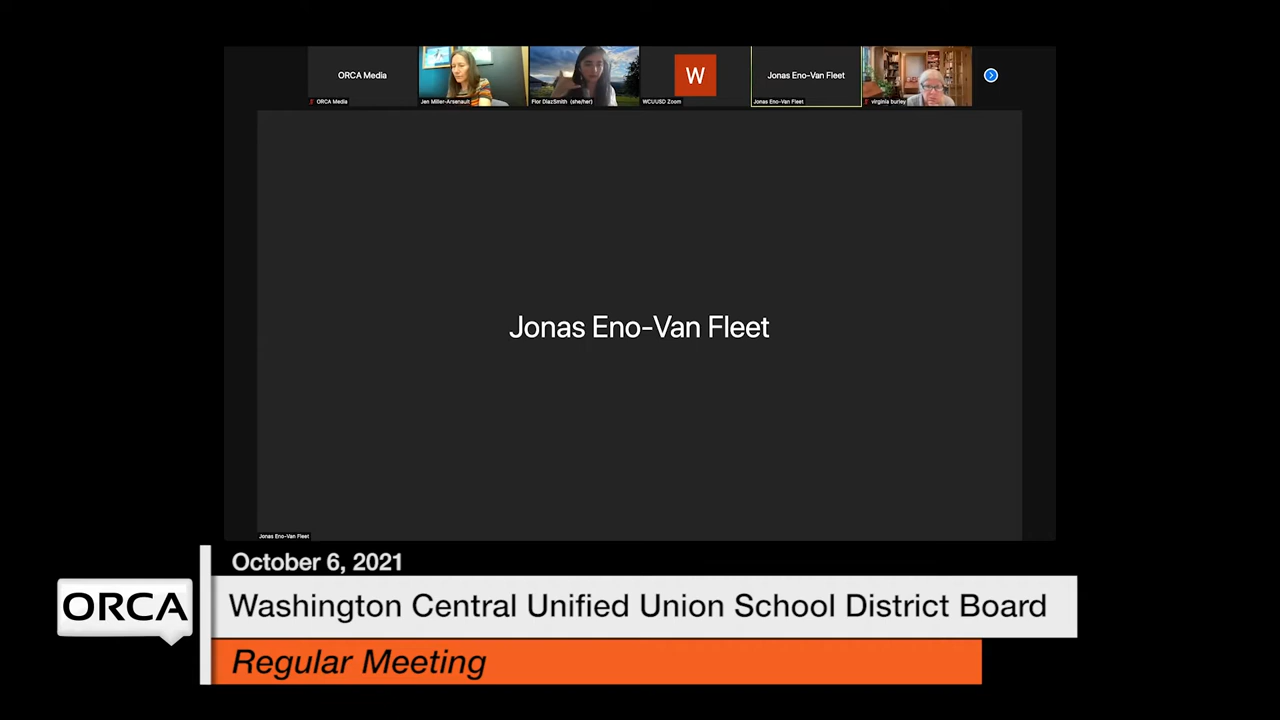 ORCA Media
W
Jonas Eno-Van Fleet
ORCA Media
Jen Miller-Arsenault
Flor DiazSmith (she/her)
WCUUSD Zoom
Jonas Eno-Van Fleet
virginia burley
Jonas Eno-Van Fleet
Jonas Eno-Van Fleet
October 6, 2021
ORCA
Washington Central Unified Union School District Board
Regular Meeting